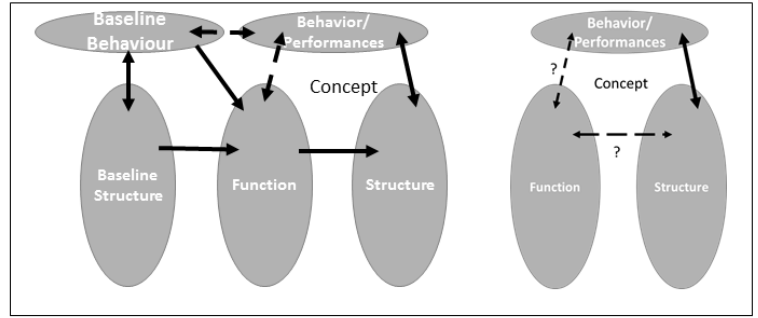 Baseline
Behaviour
Behavior/
Performances
Concept
Baseline
Structure
Function
Structure
Behavior/
Performances
?
Concept
?
Function
Structure